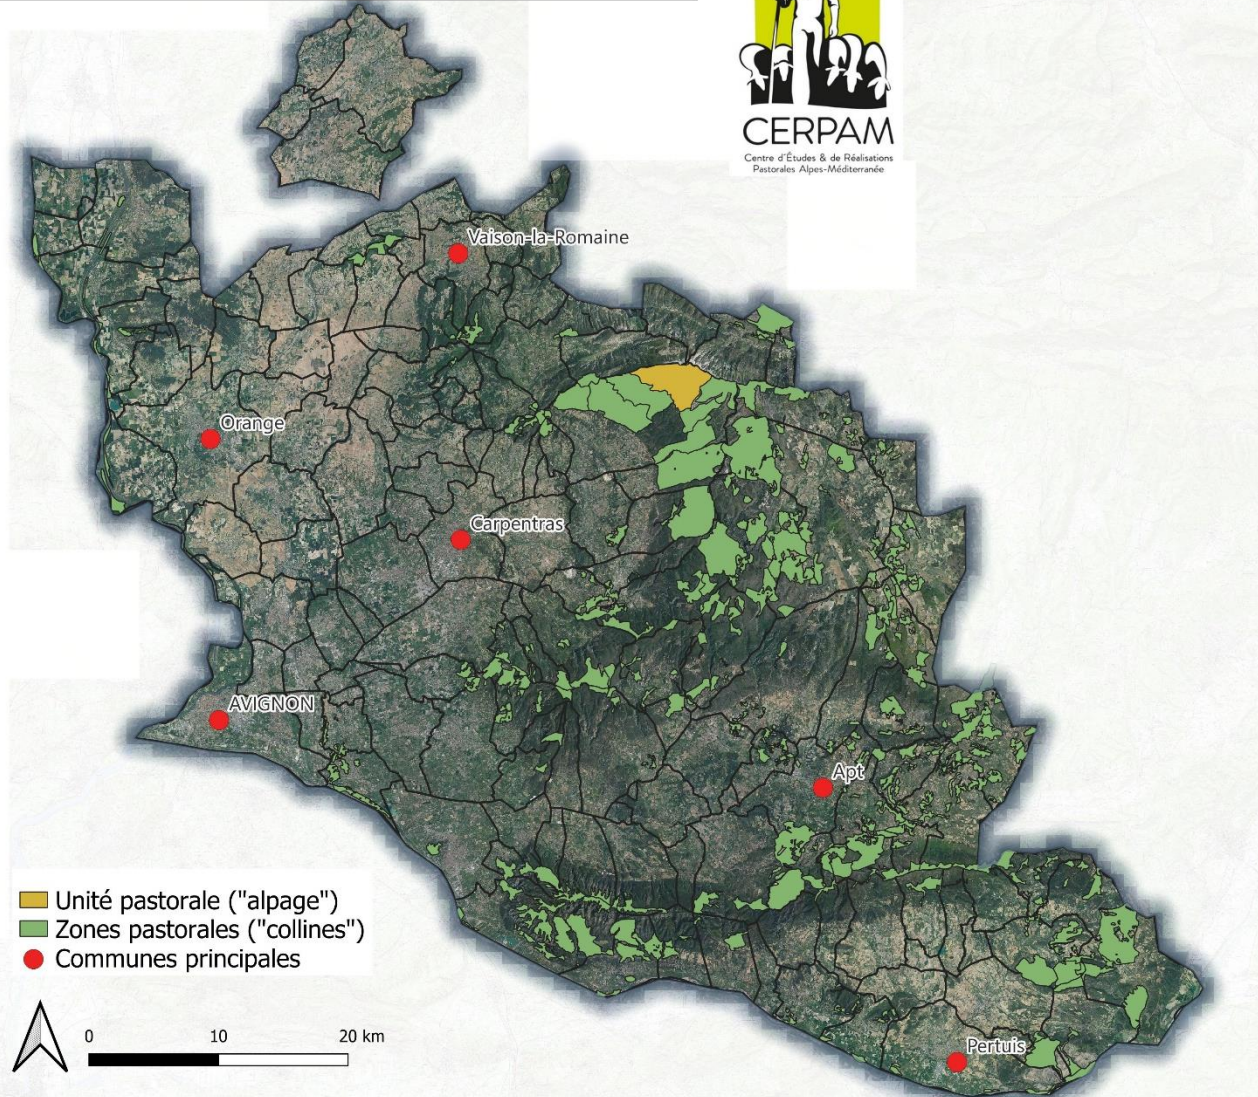 CERPAM
Centre d'Études & de Réalisations
Pastorales Alpes-Méditerranée
Vaison-la-Romaine
Orange
Carpentras
AVIGNON
Apt
Unité pastorale ("alpage")
Zones pastorales ("collines")
Communes principales
0 10 20 km
Pertuis